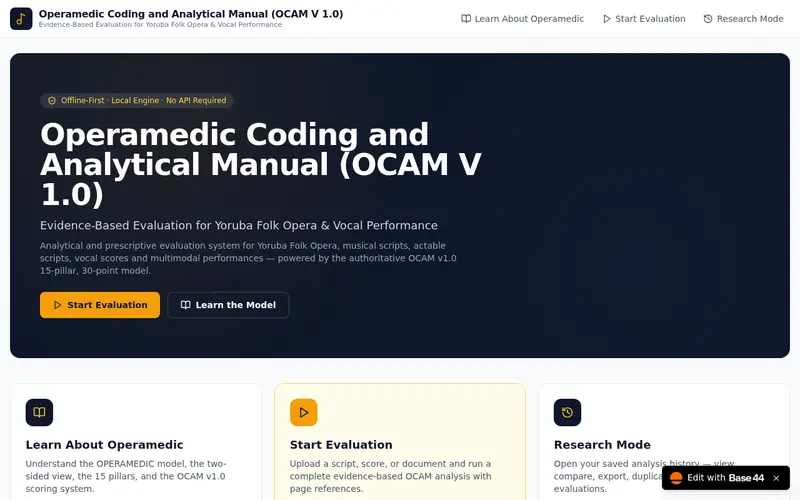 Operamedic Coding and Analytical Manual (OCAM V 1.0)
Evidence-Based Evaluation for Yoruba Folk Opera & Vocal Performance
Learn About Operamedic
Start Evaluation
Research Mode
Offline-First · Local Engine · No API Required
Operamedic Coding and
Analytical Manual (OCAM V
1.0)
Evidence-Based Evaluation for Yoruba Folk Opera & Vocal Performance
Analytical and prescriptive evaluation system for Yoruba Folk Opera, musical scripts, actable
scripts, vocal scores and multimodal performances — powered by the authoritative OCAM v1.0
15-pillar, 30-point model.
Start Evaluation
Learn the Model
Learn About Operamedic
Understand the OPERAMEDIC model, the two-
sided view, the 15 pillars, and the OCAM v1.0
scoring system.
Start Evaluation
Upload a script, score, or document and run a
complete evidence-based OCAM analysis with
page references.
Research Mode
Open your saved analysis history — view,
compare, export, duplica
evaluations.
Edit with Base44